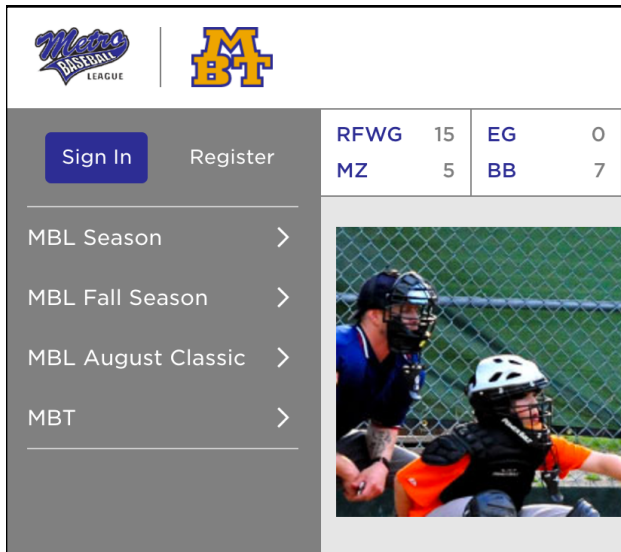 Metro
BASEBALL
LEAGUE
MBT
Sign In
Register
RFWG 15
MZ 5
EG 0
BB 7
MBL Season
MBL Fall Season
MBL August Classic
MBT